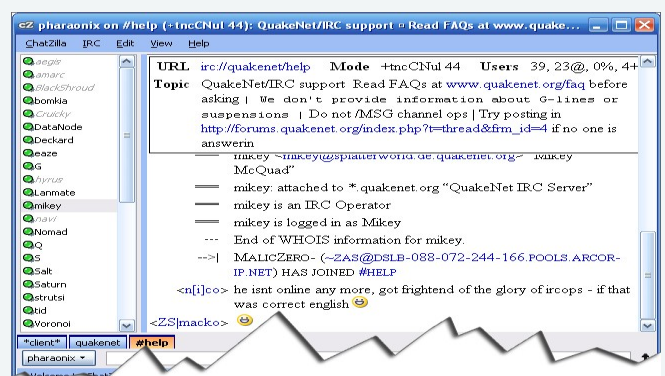 cZ pharaonix on #help (+tncCNul 44): QuakeNet/IRC support ▫ Read FAQs at www.quake...
ChatZilla IRC Edit View Help
aegis
amarc
BlackShroud
bomkia
Cruicky
DataNode
Deckard
eaze
G
hyrus
Lanmate
mikey
navi
Nomad
Q
S
Salt
Saturn
strutsi
tid
Voronoi
URL irc://quakenet/help Mode +tncCNul 44 Users 39, 23@, 0%, 4+
Topic QuakeNet/IRC support Read FAQs at www.quakenet.org/faq before
asking | We don't provide information about G-lines or
suspensions | Do not /MSG channel ops | Try posting in
http://forums.quakenet.org/index.php?t=thread&frm_id=4 if no one is
answerin
mikey <mikey@splatterworld.de.quakenet.org> “Mikey
McQuad”
=== mikey: attached to *.quakenet.org “QuakeNet IRC Server”
=== mikey is an IRC Operator
=== mikey is logged in as Mikey
--- End of WHOIS information for mikey.
-->| MALICZERO- (~ZAS@DSLB-088-072-244-166.POOLS.ARCOR-
IP.NET) HAS JOINED #HELP
<n[i]co> he isnt online any more, got frightend of the glory of ircops - if that
was correct english
<ZS|macko>
*client* quakenet #help
pharaonix